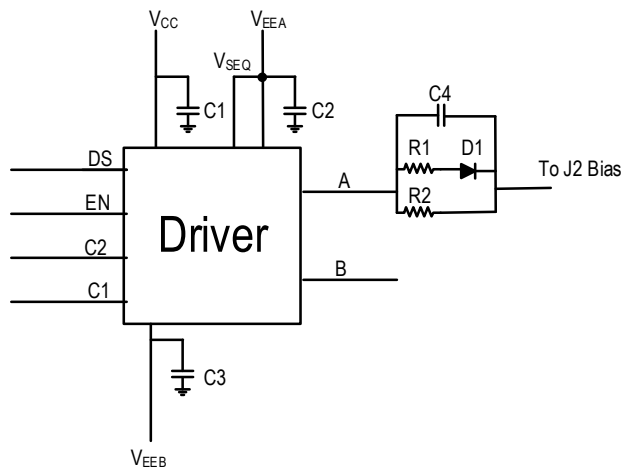 VCC
VEEA
VSEQ
C1
C2
C4
DS
R1
D1
A
To J2 Bias
EN
R2
Driver
C2
B
C1
C3
VEEB